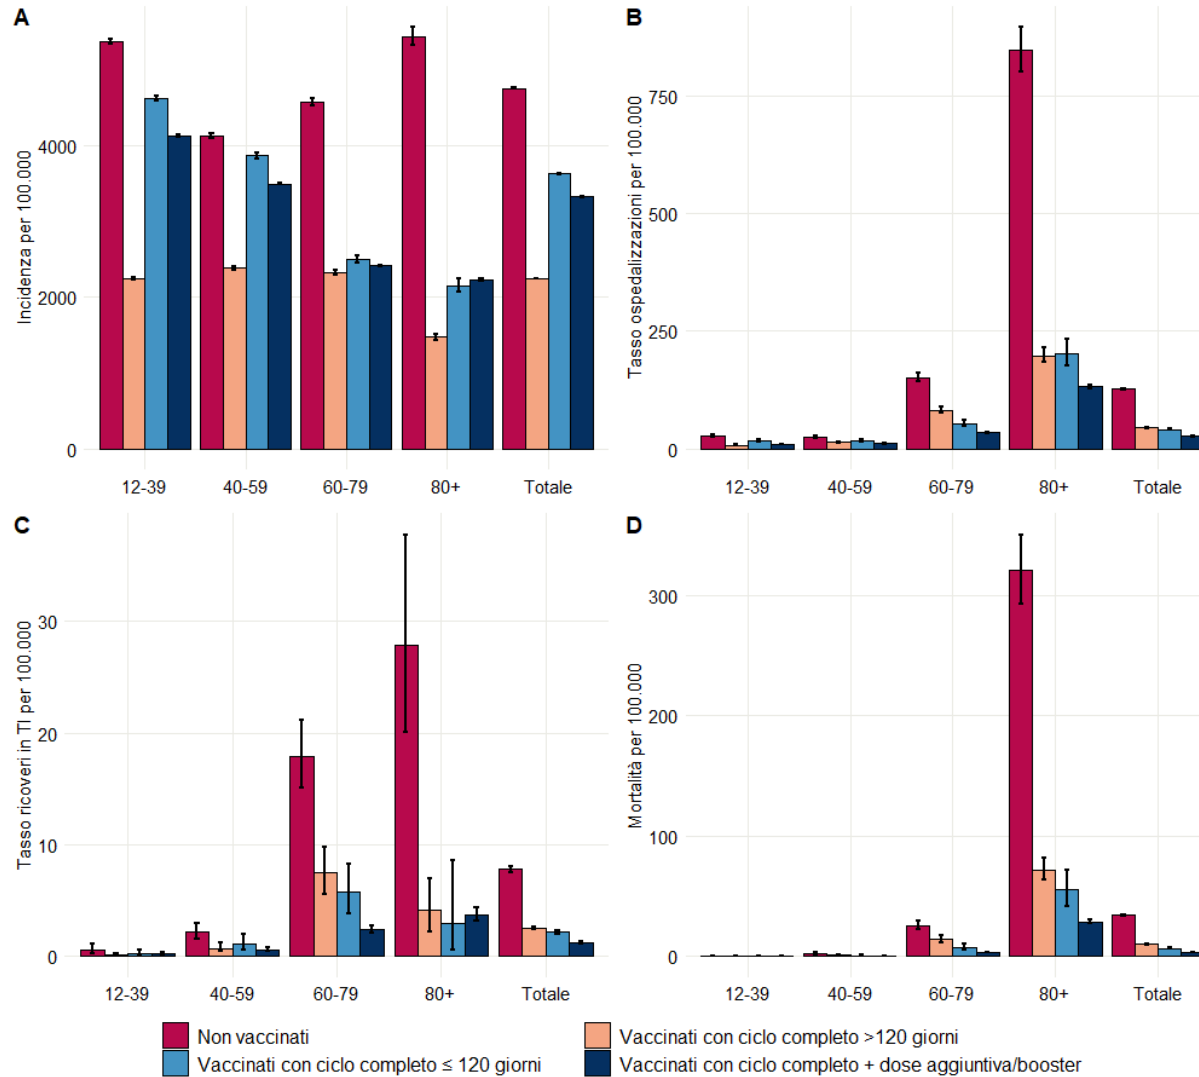 A
Incidenza per 100.000
4000
2000
0
12-39 40-59 60-79 80+ Totale
B
Tasso ospedalizzazioni per 100.000
750
500
250
0
12-39 40-59 60-79 80+ Totale
C
Tasso ricoveri in TI per 100.000
30
20
10
0
12-39 40-59 60-79 80+ Totale
D
Mortalità per 100.000
300
200
100
0
12-39 40-59 60-79 80+ Totale
Non vaccinati
Vaccinati con ciclo completo >120 giorni
Vaccinati con ciclo completo ≤ 120 giorni
Vaccinati con ciclo completo + dose aggiuntiva/booster